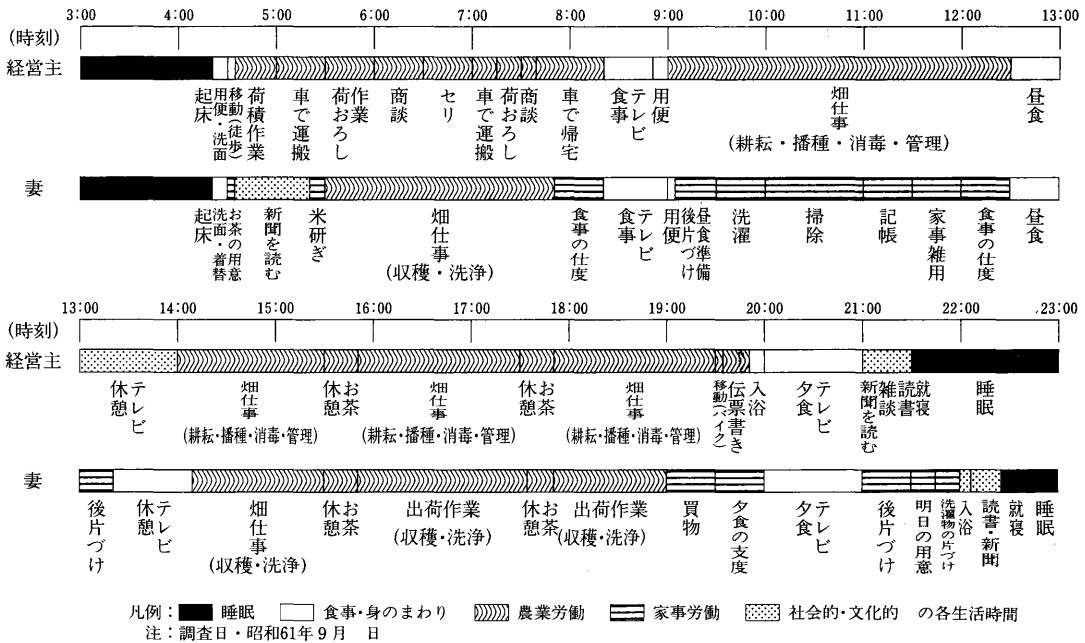 3:00 4:00 5:00 6:00 7:00 8:00 9:00 10:00 11:00 12:00 13:00
(時刻)
経営主
起床 用便・洗面 移動(徒歩) 荷積作業 車で運搬 荷おろし作業 商談 セリ 車で運搬 荷おろし 商談 車で帰宅 食事 テレビ 用便 畑仕事 昼食
(耕耘・播種・消毒・管理)
妻
起床 洗面・着替 お茶の用意 新聞を読む 米研ぎ 畑仕事 食事の仕度 食事 テレビ 用便 後片づけ 昼食準備 洗濯 掃除 記帳 家事雑用 食事の仕度 昼食
(収穫・洗浄)
13:00 14:00 15:00 16:00 17:00 18:00 19:00 20:00 21:00 22:00 23:00
(時刻)
経営主
休憩 テレビ 畑仕事 休憩 お茶 畑仕事 休憩 お茶 畑仕事 移動(バイク) 伝票書き 入浴 夕食 テレビ 新聞を読む 雑談 読書 就寝 睡眠
(耕耘・播種・消毒・管理) (耕耘・播種・消毒・管理) (耕耘・播種・消毒・管理)
妻
後片づけ 休憩 テレビ 畑仕事 休憩 お茶 出荷作業 休憩 お茶 出荷作業 買物 夕食の支度 夕食 テレビ 後片づけ 明日の用意 洗濯物の片づけ 入浴 読書・新聞 就寝 睡眠
(収穫・洗浄) (収穫・洗浄) (収穫・洗浄)
凡例: 睡眠 食事・身のまわり 農業労働 家事労働 社会的・文化的 の各生活時間
注:調査日・昭和61年9月 日